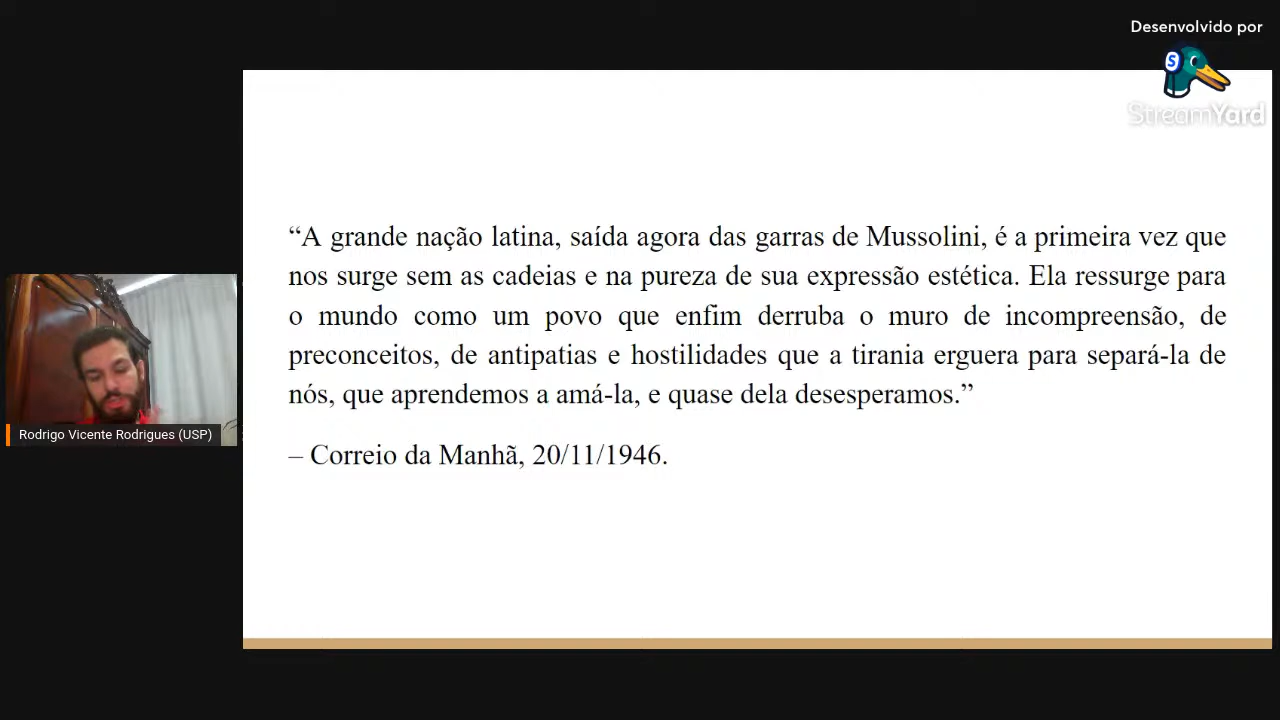 Desenvolvido por
S
StreamYard
“A grande nação latina, saída agora das garras de Mussolini, é a primeira vez que
nos surge sem as cadeias e na pureza de sua expressão estética. Ela ressurge para
o mundo como um povo que enfim derruba o muro de incompreensão, de
preconceitos, de antipatias e hostilidades que a tirania erguera para separá-la de
nós, que aprendemos a amá-la, e quase dela desesperamos.”
– Correio da Manhã, 20/11/1946.
Rodrigo Vicente Rodrigues (USP)